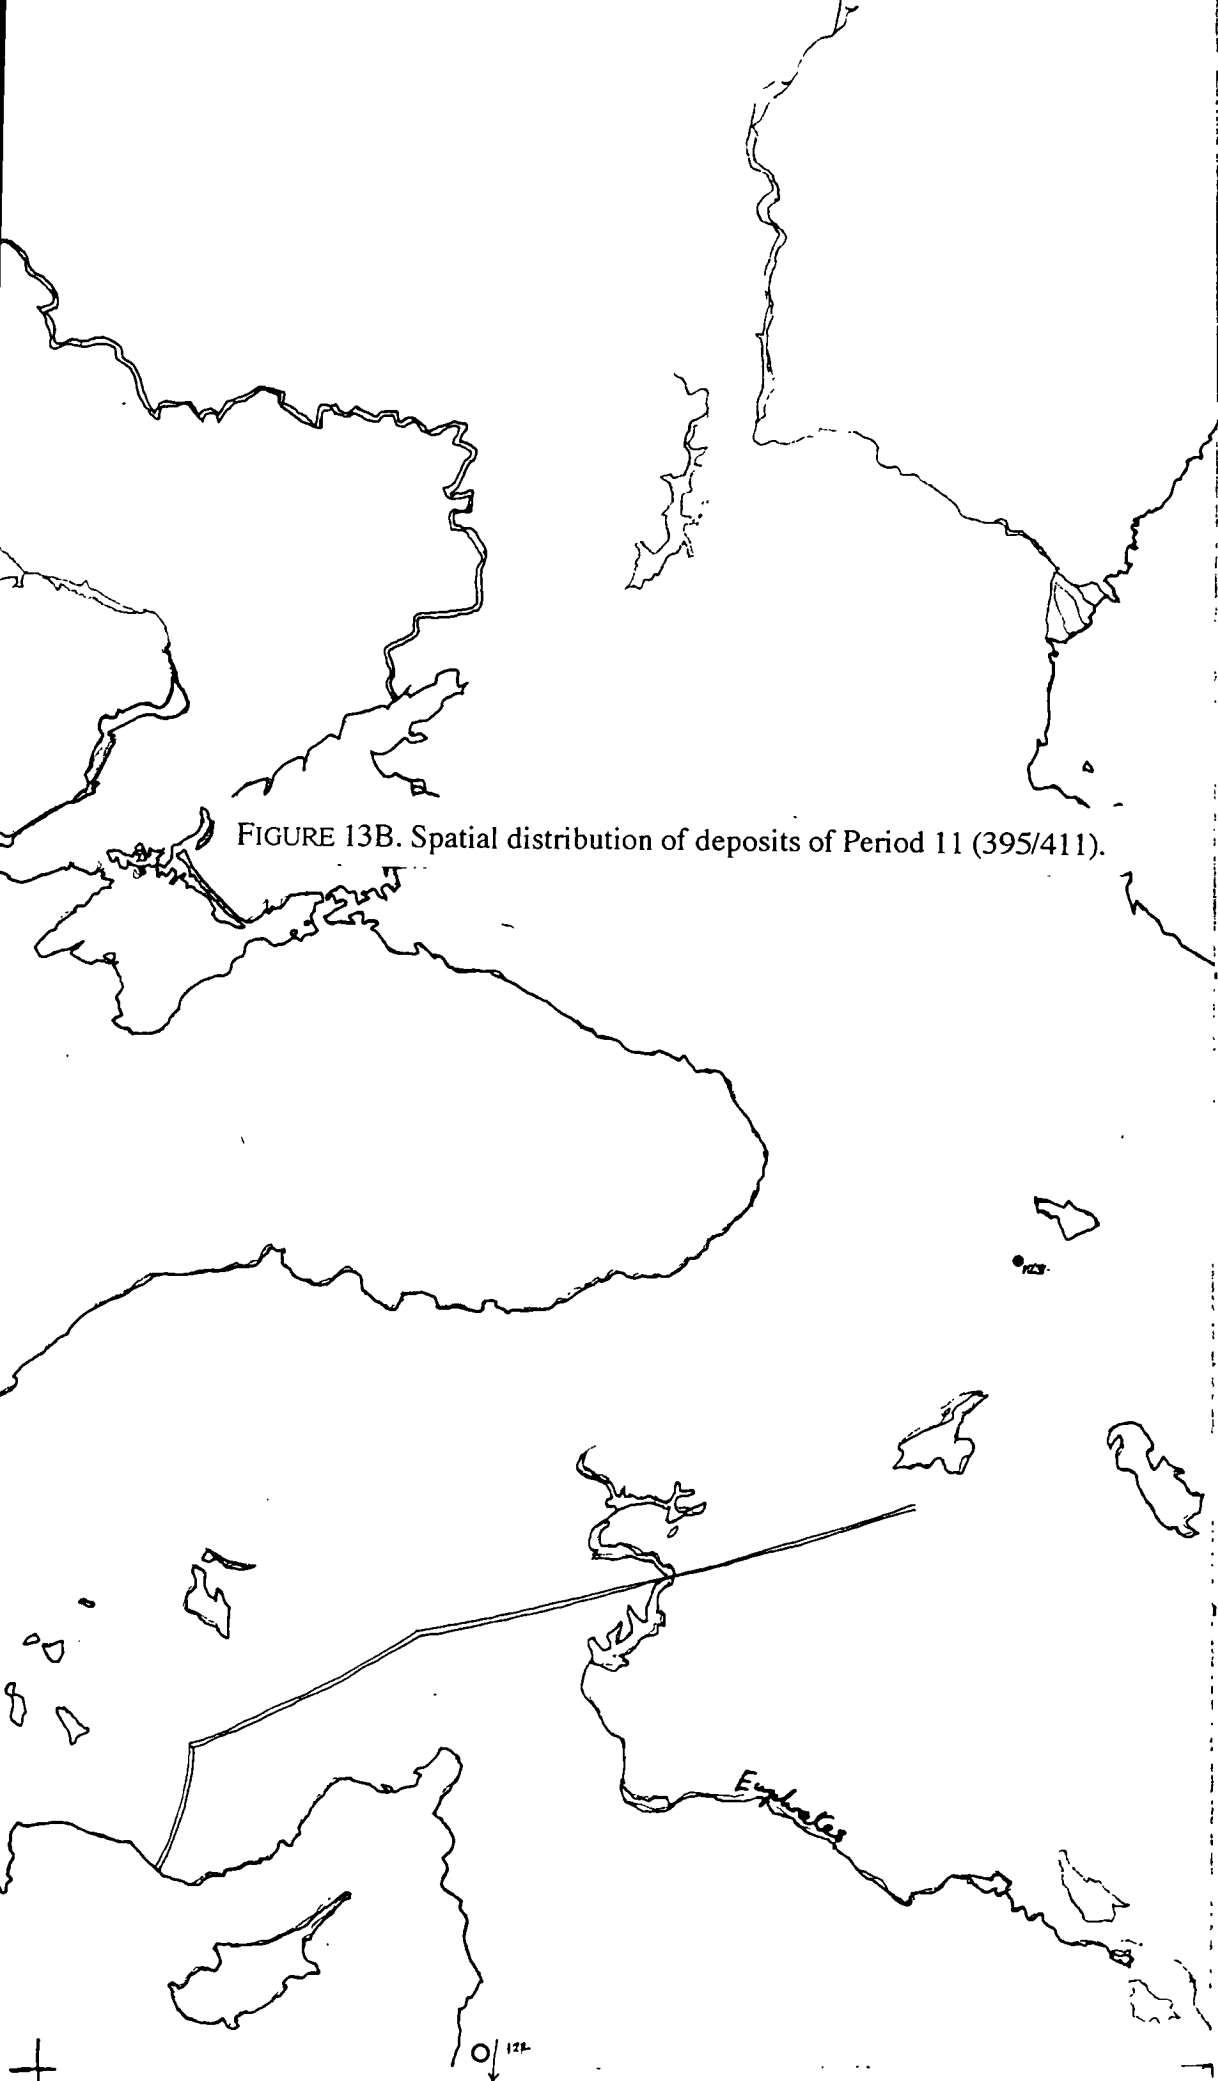 FIGURE 13B. Spatial distribution of deposits of Period 11 (395/411).
Euphrates